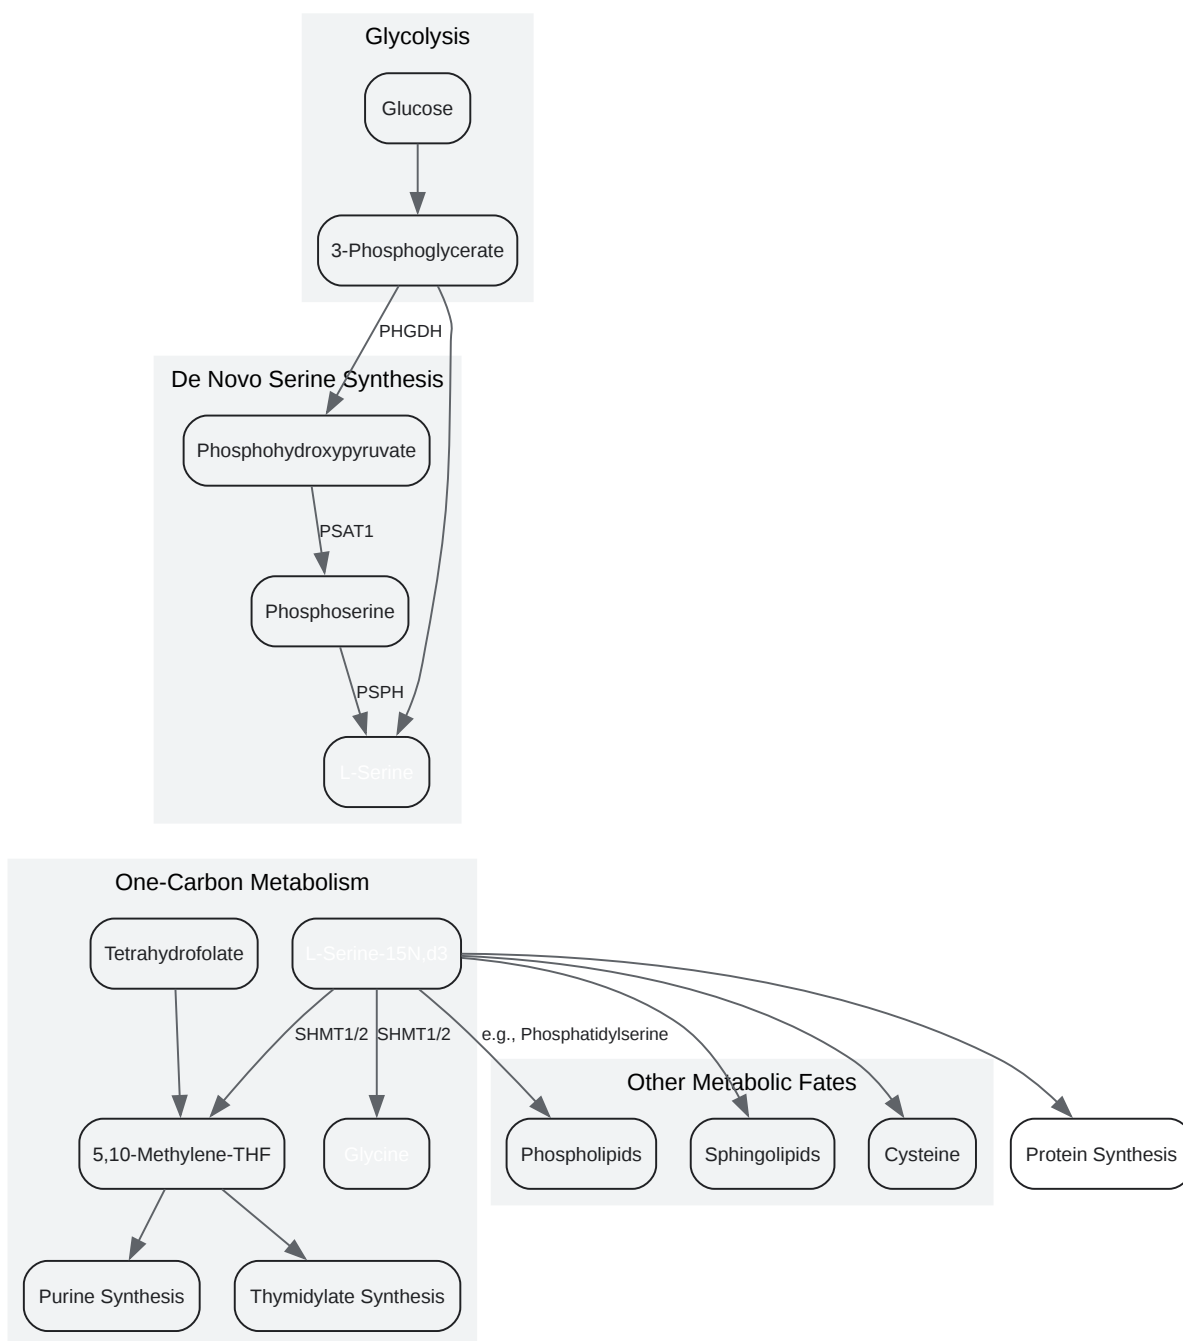 Glycolysis
Glucose
3-Phosphoglycerate
PHGDH
De Novo Serine Synthesis
Phosphohydroxypyruvate
PSAT1
Phosphoserine
PSPH
L-Serine
One-Carbon Metabolism
Tetrahydrofolate
L-Serine-15N,d3
SHMT1/2
SHMT1/2
e.g., Phosphatidylserine
Other Metabolic Fates
5,10-Methylene-THF
Glycine
Phospholipids
Sphingolipids
Cysteine
Protein Synthesis
Purine Synthesis
Thymidylate Synthesis